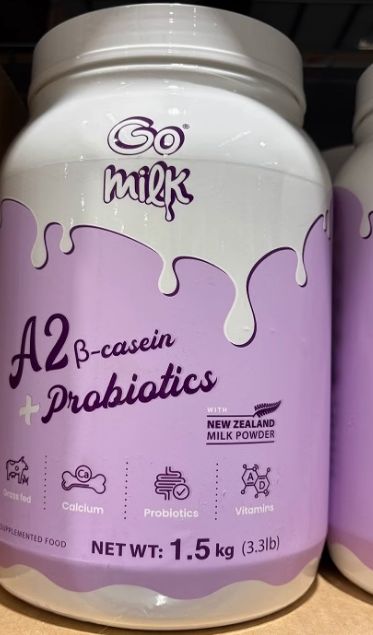 Go®
milk
A2 β-casein
+ Probiotics
WITH
NEW ZEALAND
MILK POWDER
Ca
A D
Grass fed
Calcium
Probiotics
Vitamins
SUPPLEMENTED FOOD
NET WT: 1.5 kg (3.3lb)